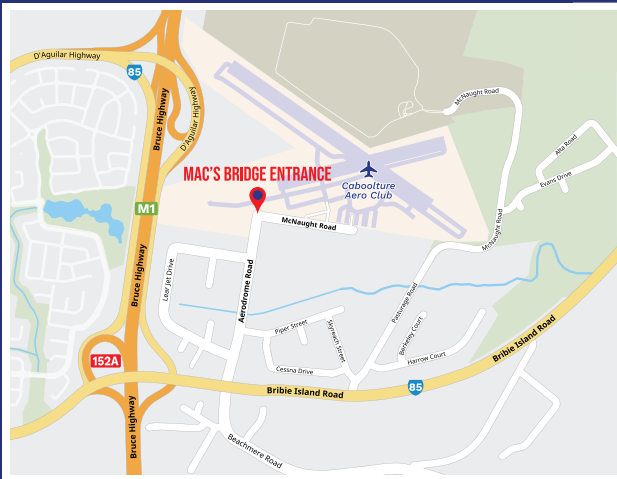 D'Aguilar Highway
85
Bruce Highway
D'Aguilar Highway
McNaught Road
Alta Road
Evans Drive
MAC'S BRIDGE ENTRANCE
Caboolture
Aero Club
M1
McNaught Road
McNaught Road
Bruce Highway
Lear Jet Drive
Aerodrome Road
Pasturage Road
Piper Street
Skyreach Street
Berkeley Court
Bribie Island Road
152A
Cessna Drive
Harrow Court
85
Bribie Island Road
Bruce Highway
Beachmere Road